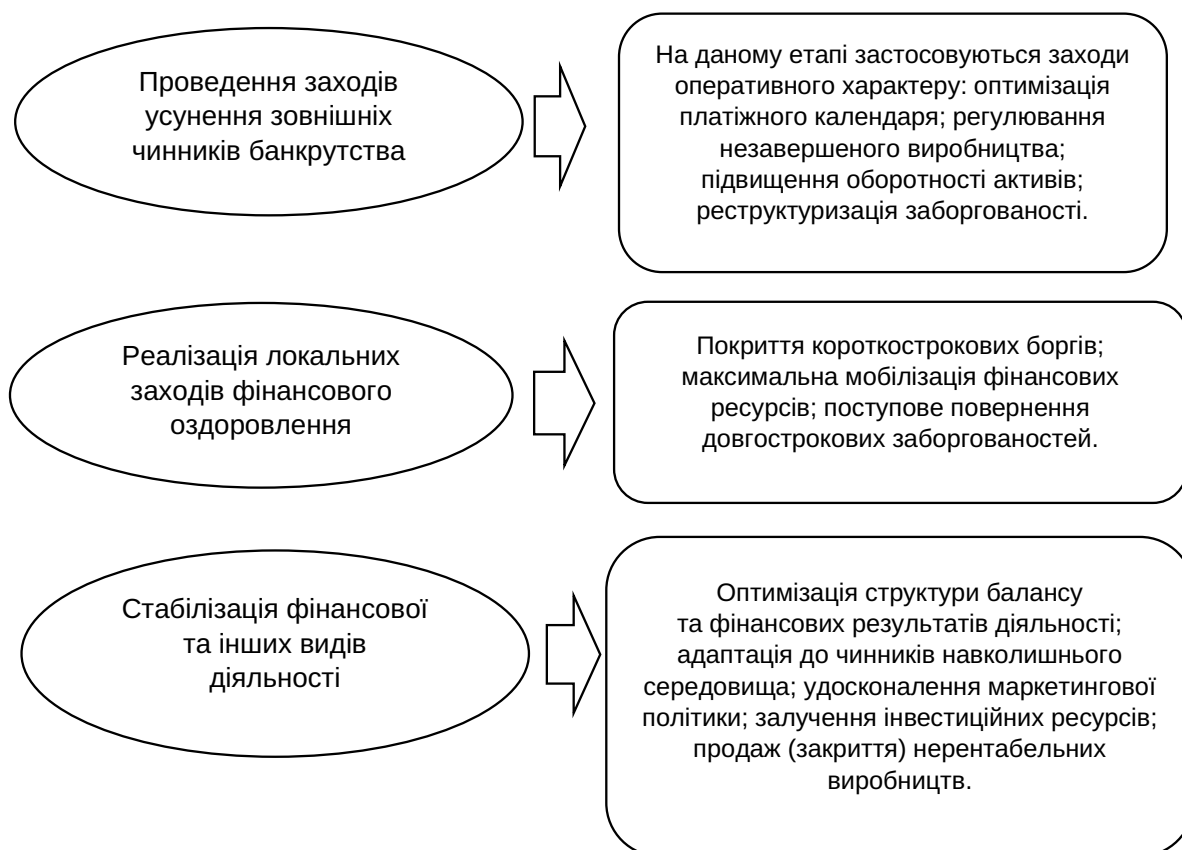 Проведення заходів
усунення зовнішніх
чинників банкрутства
На даному етапі застосовуються заходи
оперативного характеру: оптимізація
платіжного календаря; регулювання
незавершеного виробництва;
підвищення оборотності активів;
реструктуризація заборгованості.
Реалізація локальних
заходів фінансового
оздоровлення
Покриття короткострокових боргів;
максимальна мобілізація фінансових
ресурсів; поступове повернення
довгострокових заборгованостей.
Стабілізація фінансової
та інших видів
діяльності
Оптимізація структури балансу
та фінансових результатів діяльності;
адаптація до чинників навколишнього
середовища; удосконалення маркетингової
політики; залучення інвестиційних ресурсів;
продаж (закриття) нерентабельних
виробництв.